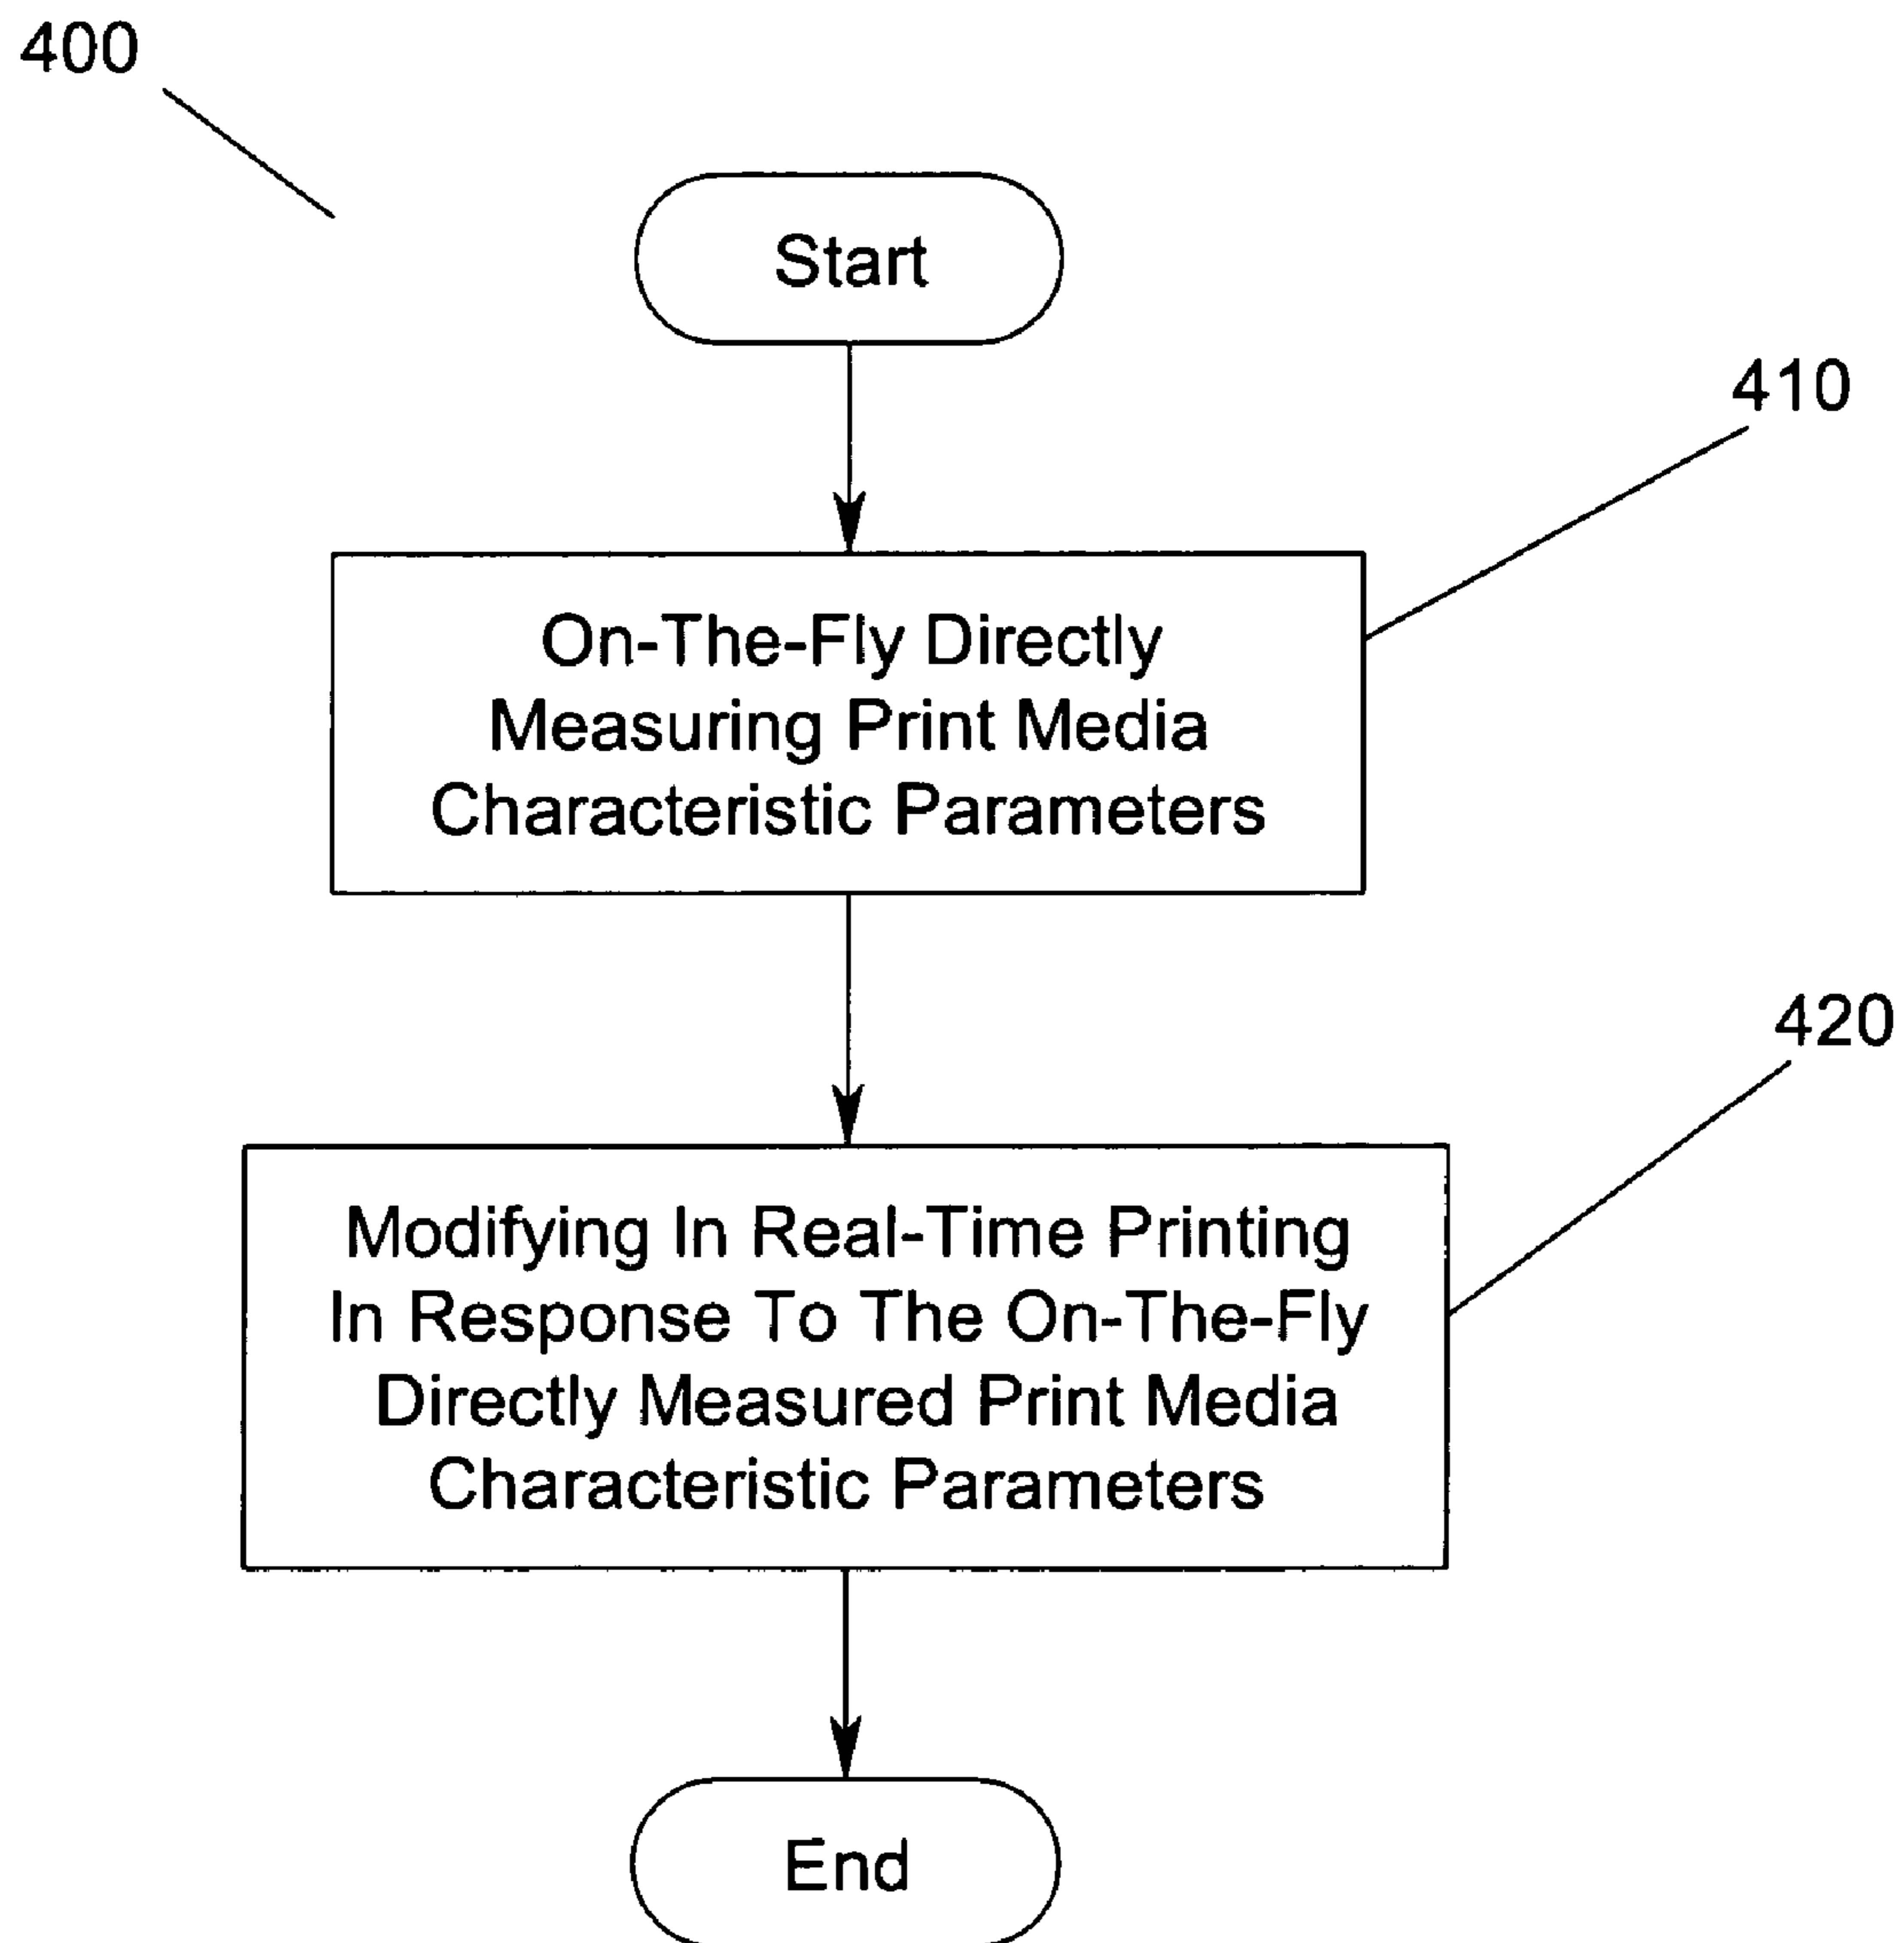 400
Start
410
On-The-Fly Directly
Measuring Print Media
Characteristic Parameters
420
Modifying In Real-Time Printing
In Response To The On-The-Fly
Directly Measured Print Media
Characteristic Parameters
End